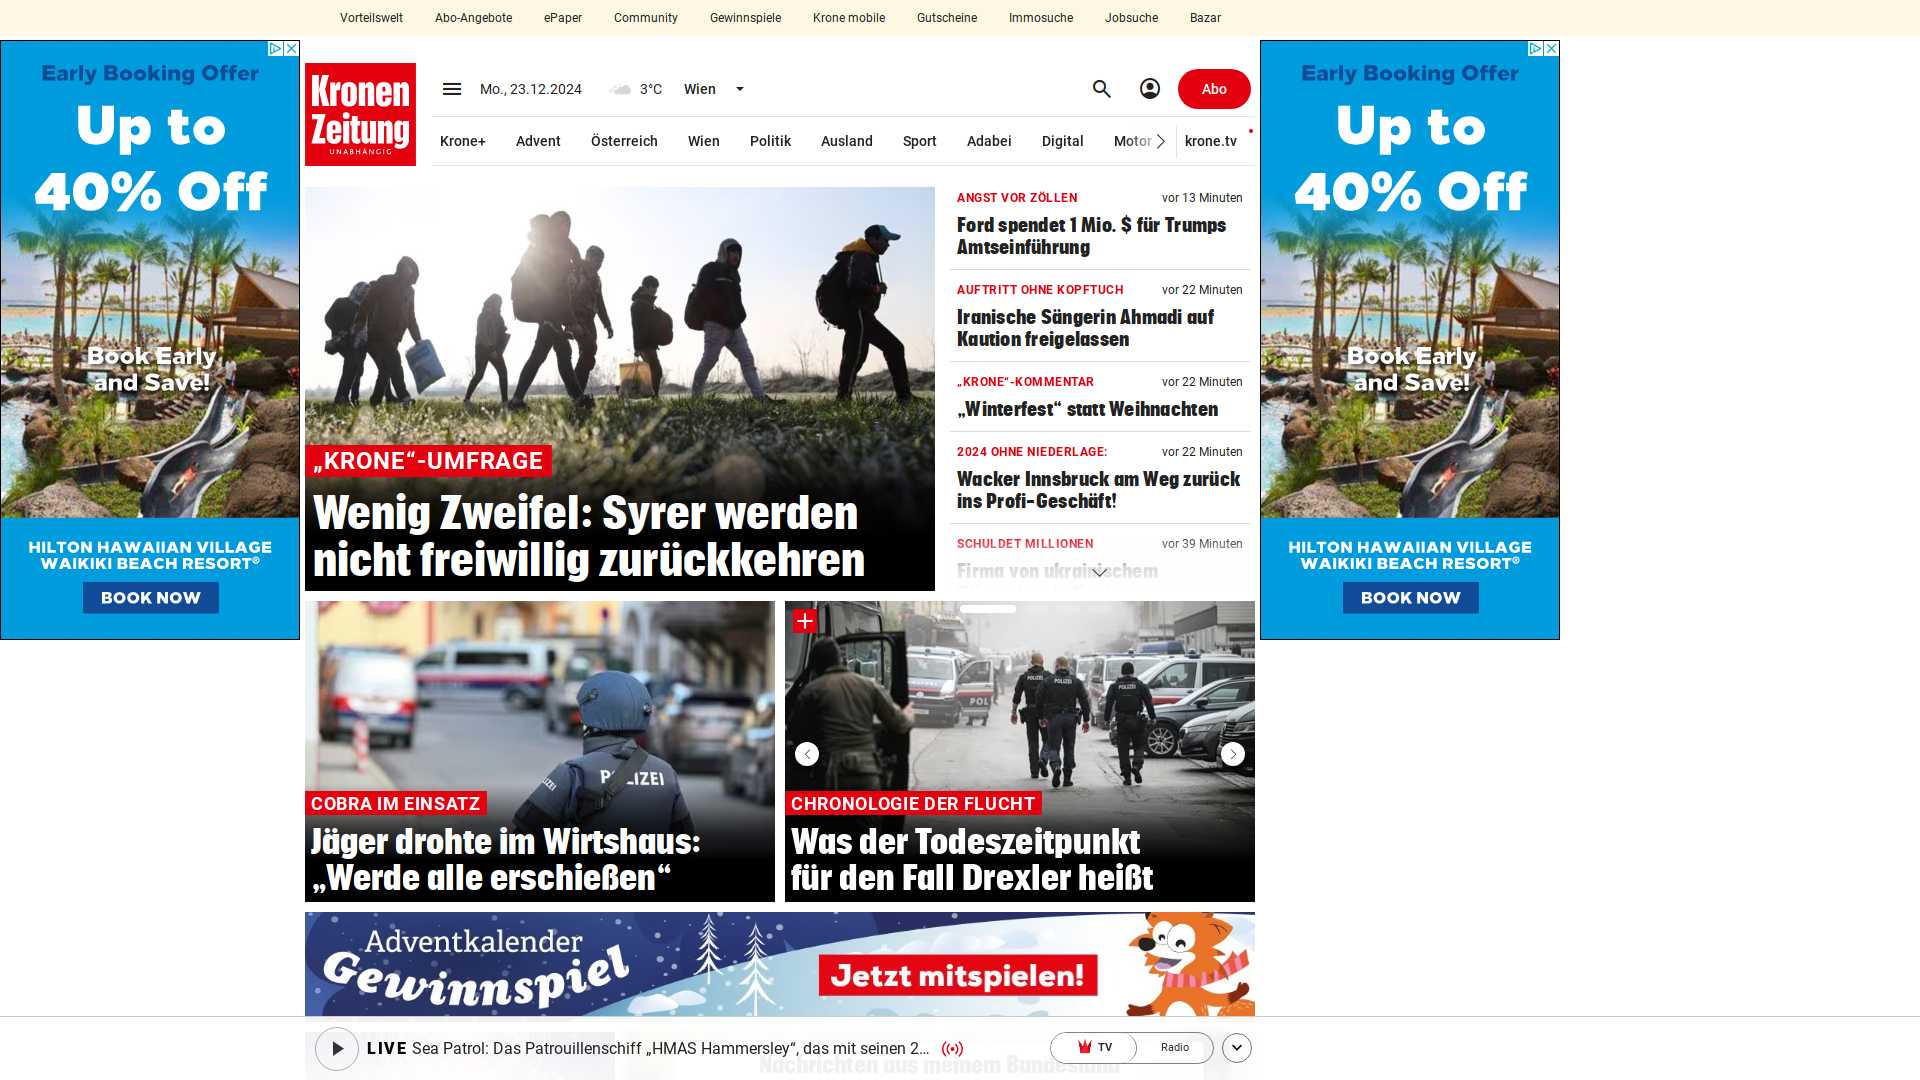 Vorteilswelt Abo-Angebote ePaper Community Gewinnspiele Krone mobile Gutscheine Immosuche Jobsuche Bazar
Early Booking Offer
Up to
40% Off
Book Early
and Save!
HILTON HAWAIIAN VILLAGE
WAIKIKI BEACH RESORT®
BOOK NOW
Kronen
Zeitung
UNABHÄNGIG
Mo., 23.12.2024 3°C Wien
Abo
Krone+ Advent Österreich Wien Politik Ausland Sport Adabei Digital Motor krone.tv
„KRONE“-UMFRAGE
Wenig Zweifel: Syrer werden
nicht freiwillig zurückkehren
ANGST VOR ZÖLLEN vor 13 Minuten
Ford spendet 1 Mio. $ für Trumps
Amtseinführung
AUFTRITT OHNE KOPFTUCH vor 22 Minuten
Iranische Sängerin Ahmadi auf
Kaution freigelassen
„KRONE“-KOMMENTAR vor 22 Minuten
„Winterfest“ statt Weihnachten
2024 OHNE NIEDERLAGE: vor 22 Minuten
Wacker Innsbruck am Weg zurück
ins Profi-Geschäft!
SCHULDET MILLIONEN vor 39 Minuten
Firma von ukrainischem
POLIZEI
COBRA IM EINSATZ
Jäger drohte im Wirtshaus:
„Werde alle erschießen“
POL
POLIZEI
POLIZEI
POLIZEI
CHRONOLOGIE DER FLUCHT
Was der Todeszeitpunkt
für den Fall Drexler heißt
Early Booking Offer
Up to
40% Off
Book Early
and Save!
HILTON HAWAIIAN VILLAGE
WAIKIKI BEACH RESORT®
BOOK NOW
Adventkalender
Gewinnspiel
Jetzt mitspielen!
LIVE Sea Patrol: Das Patrouillenschiff „HMAS Hammersley“, das mit seinen 2...
TV Radio
Nachrichten aus meinem Bundesland